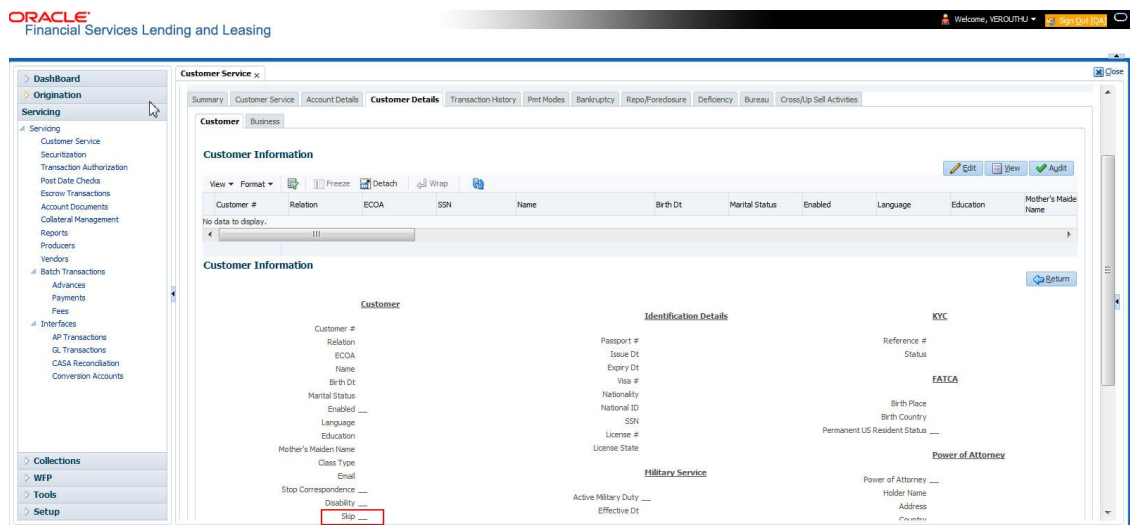 ORACLE
Financial Services Lending and Leasing
Welcome, VEROUTHU
Sign Out [QA]
Close
DashBoard
Origination
Servicing
Servicing
Customer Service
Securitization
Transaction Authorization
Post Date Checks
Escrow Transactions
Account Documents
Collateral Management
Reports
Producers
Vendors
Batch Transactions
Advances
Payments
Fees
Interfaces
AP Transactions
GL Transactions
CASA Reconciliation
Conversion Accounts
Collections
WFP
Tools
Setup
Customer Service x
Summary Customer Service Account Details Customer Details Transaction History Pmt Modes Bankruptcy Repo/Foreclosure Deficiency Bureau Cross/Up Sell Activities
Customer Business
Customer Information
Edit View Audit
View Format Freeze Detach Wrap
Customer # Relation ECOA SSN Name Birth Dt Marital Status Enabled Language Education Mother's Maide
Name
No data to display.
Customer Information
Return
Customer
Customer #
Relation
ECOA
Name
Birth Dt
Marital Status
Enabled
Language
Education
Mother's Maiden Name
Class Type
Email
Stop Correspondence
Disability
Skip
Identification Details
Passport #
Issue Dt
Expiry Dt
Visa #
Nationality
National ID
SSN
License #
License State
Military Service
Active Military Duty
Effective Dt
KYC
Reference #
Status
FATCA
Birth Place
Birth Country
Permanent US Resident Status
Power of Attorney
Power of Attorney
Holder Name
Address
Country